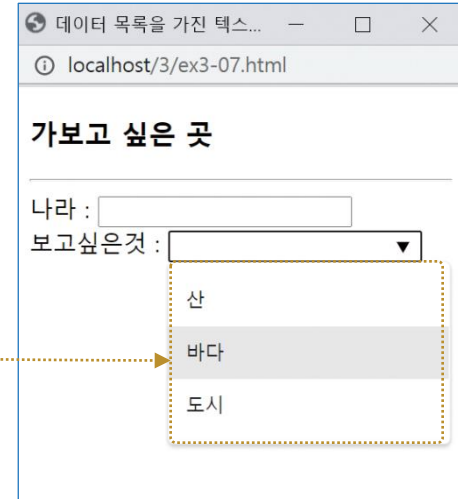 데이터 목록을 가진 텍스...
localhost/3/ex3-07.html
가보고 싶은 곳
나라 :
보고싶은것 :
산
바다
도시